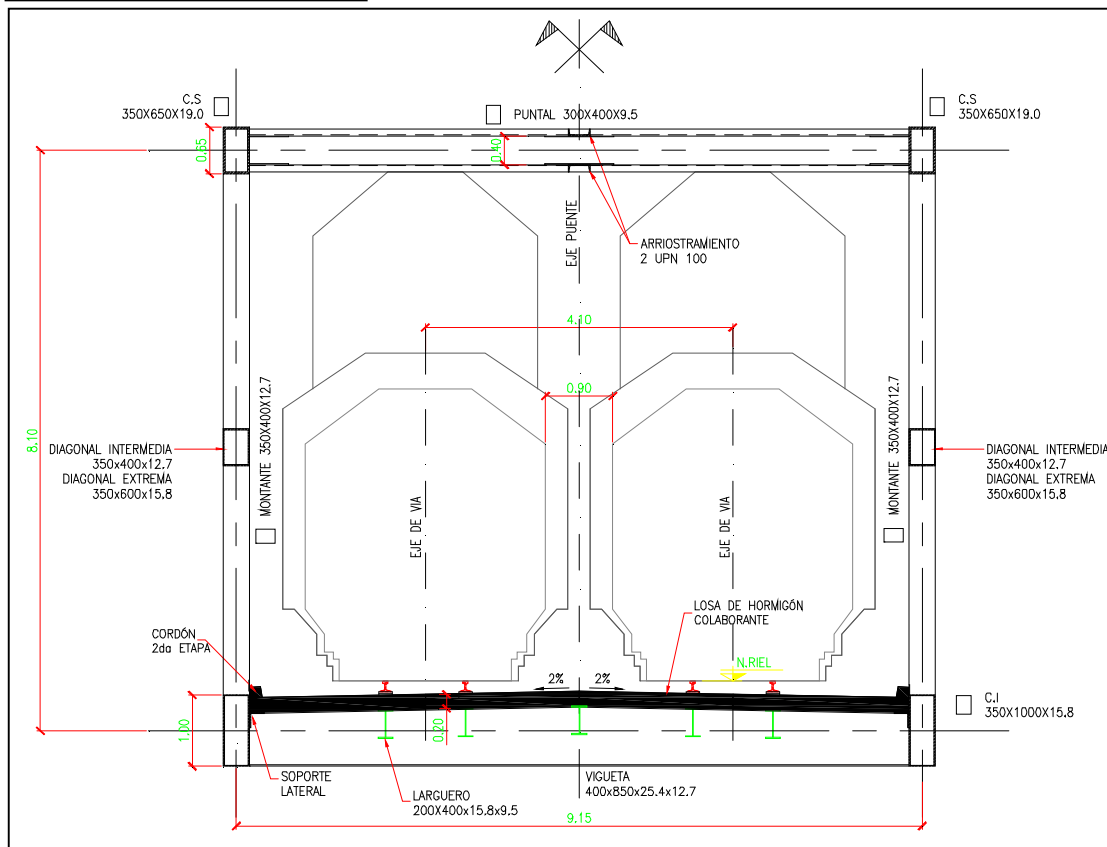 C.S
350X650X19.0
PUNTAL 300X400X9.5
C.S
350X650X19.0
0.65
0.40
EJE PUENTE
ARRIOSTRAMIENTO
2 UPN 100
4.10
0.90
8.10
MONTANTE 350X400X12.7
MONTANTE 350X400X12.7
DIAGONAL INTERMEDIA
350x400x12.7
DIAGONAL EXTREMA
350x600x15.8
DIAGONAL INTERMEDIA
350x400x12.7
DIAGONAL EXTREMA
350x600x15.8
EJE DE VIA
EJE DE VIA
LOSA DE HORMIGÓN
COLABORANTE
CORDÓN
2da ETAPA
N.RIEL
2%
2%
C.I
350X1000X15.8
1.00
0.20
SOPORTE
LATERAL
LARGUERO
200X400x15.8x9.5
VIGUETA
400x850x25.4x12.7
9.15